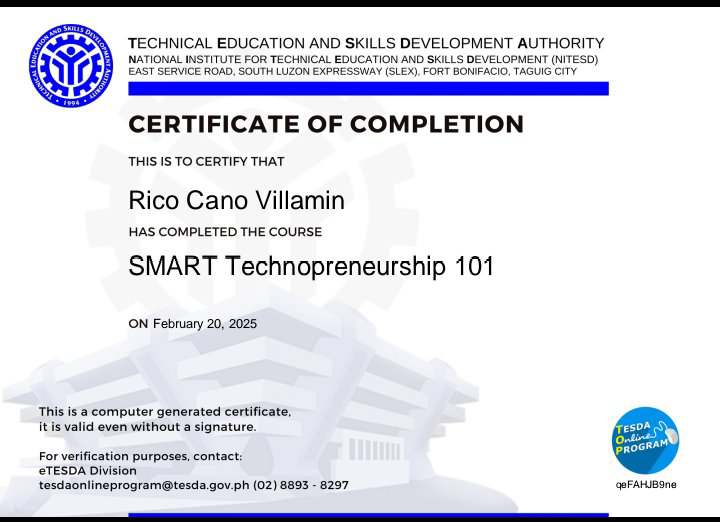 TECHNICAL EDUCATION AND SKILLS DEVELOPMENT AUTHORITY
NATIONAL INSTITUTE FOR TECHNICAL EDUCATION AND SKILLS DEVELOPMENT (NITESD)
EAST SERVICE ROAD, SOUTH LUZON EXPRESSWAY (SLEX), FORT BONIFACIO, TAGUIG CITY
TECHNICAL EDUCATION AND SKILLS DEVELOPMENT AUTHORITY
• 1994 •
CERTIFICATE OF COMPLETION
THIS IS TO CERTIFY THAT
Rico Cano Villamin
HAS COMPLETED THE COURSE
SMART Technopreneurship 101
ON February 20, 2025
This is a computer generated certificate,
it is valid even without a signature.
For verification purposes, contact:
eTESDA Division
tesdaonlineprogram@tesda.gov.ph (02) 8893 - 8297
TESDA
Online
PROGRAM
qeFAHJB9ne